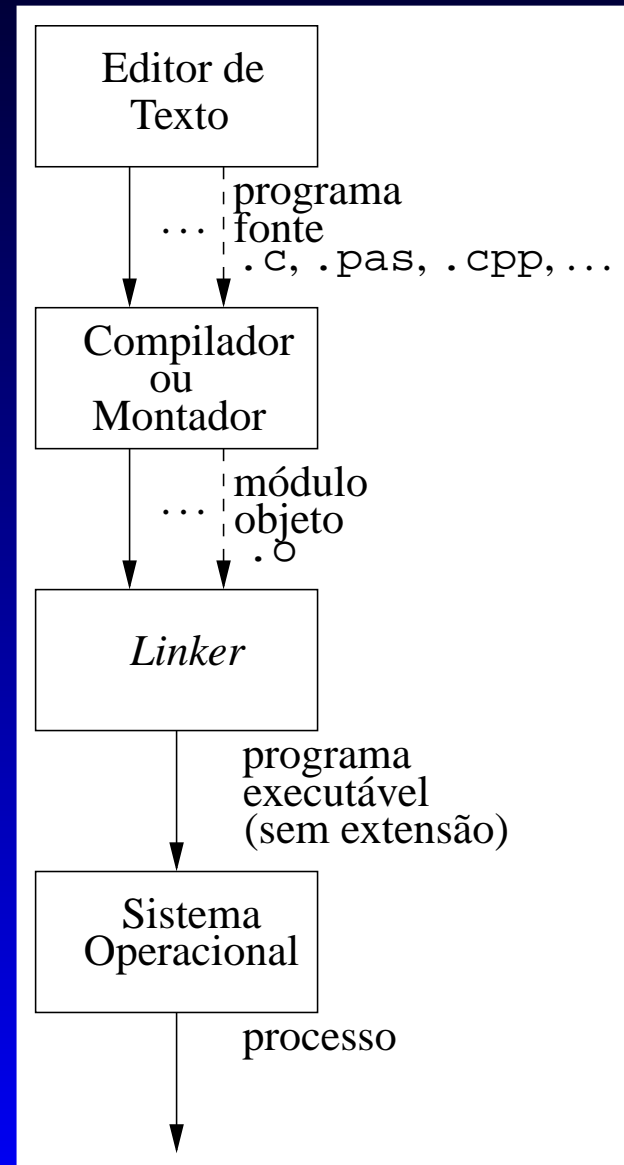 Editor de
Texto
programa
... fonte
.c, .pas, .cpp, ...
Compilador
ou
Montador
módulo
... objeto
.o
Linker
programa
executável
(sem extensão)
Sistema
Operacional
processo